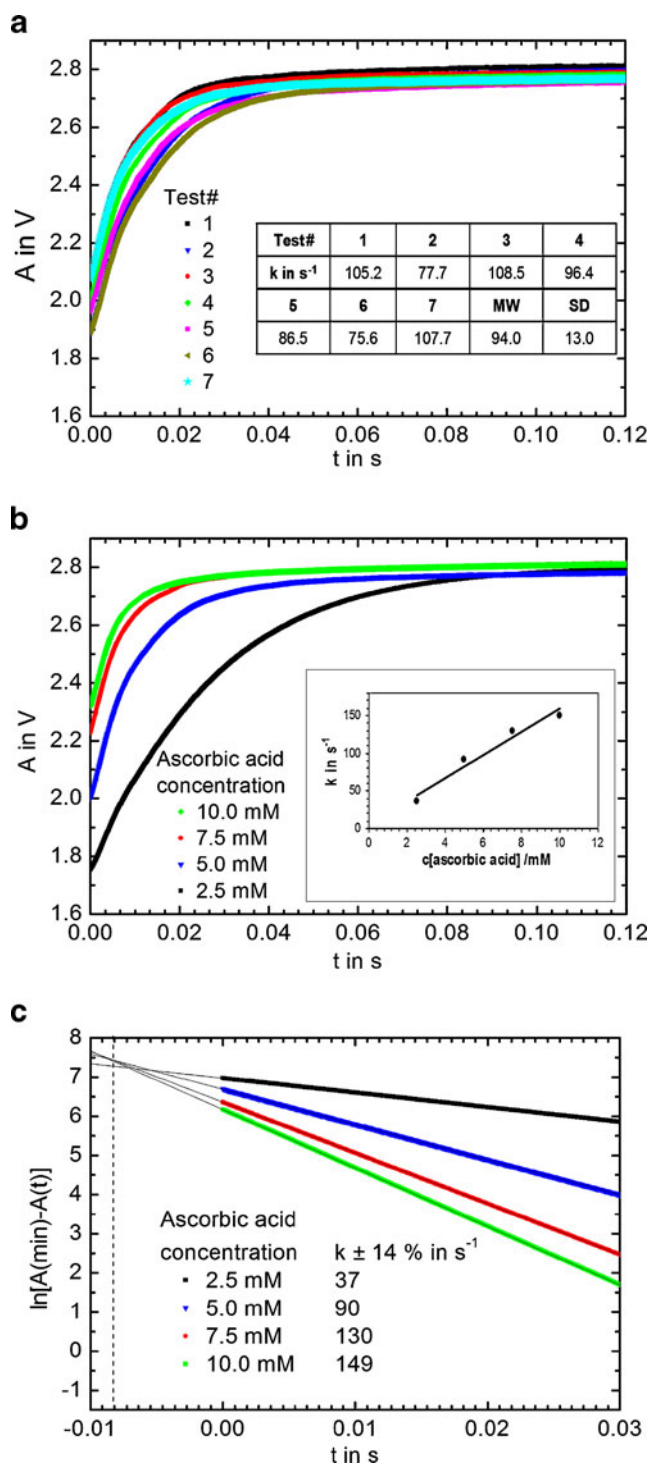 a
A in V
2.8
2.6
2.4
2.2
2.0
1.8
1.6
Test#
1
2
3
4
5
6
7
Test# 1 2 3 4
k in s⁻¹ 105.2 77.7 108.5 96.4
5 6 7 MW SD
86.5 75.6 107.7 94.0 13.0
0.00 0.02 0.04 0.06 0.08 0.10 0.12
t in s
b
A in V
2.8
2.6
2.4
2.2
2.0
1.8
1.6
Ascorbic acid
concentration
10.0 mM
7.5 mM
5.0 mM
2.5 mM
k in s⁻¹
150
100
50
0
0 2 4 6 8 10 12
c[ascorbic acid] /mM
0.00 0.02 0.04 0.06 0.08 0.10 0.12
t in s
c
ln[A(min)-A(t)]
8
7
6
5
4
3
2
1
0
-1
Ascorbic acid
concentration k ± 14 % in s⁻¹
2.5 mM 37
5.0 mM 90
7.5 mM 130
10.0 mM 149
-0.01 0.00 0.01 0.02 0.03
t in s